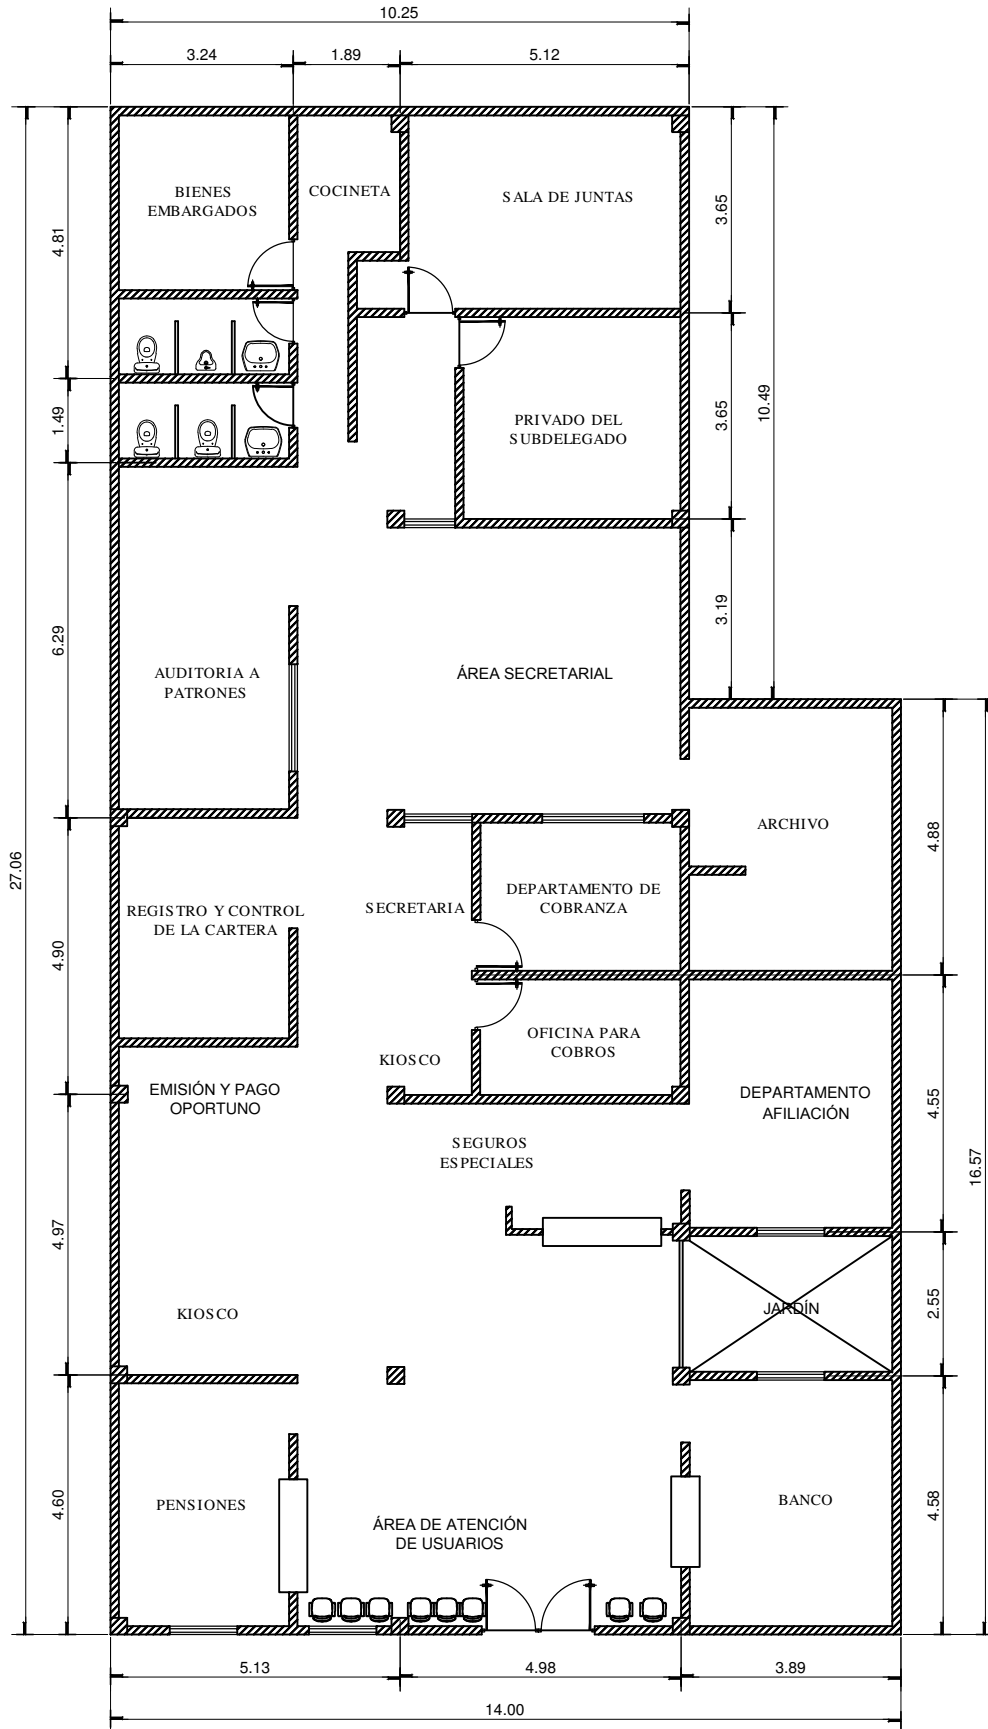 10.25
3.24
1.89
5.12
BIENES
EMBARGADOS
COCINETA
SALA DE JUNTAS
3.65
4.81
1.49
3.65
10.49
PRIVADO DEL
SUBDELEGADO
3.19
6.29
AUDITORIA A
PATRONES
ÁREA SECRETARIAL
27.06
ARCHIVO
4.88
REGISTRO Y CONTROL
DE LA CARTERA
SECRETARIA
DEPARTAMENTO DE
COBRANZA
4.90
KIOSCO
OFICINA PARA
COBROS
EMISIÓN Y PAGO
OPORTUNO
DEPARTAMENTO
AFILIACIÓN
4.55
SEGUROS
ESPECIALES
16.57
4.97
KIOSCO
JARDÍN
2.55
PENSIONES
4.60
ÁREA DE ATENCIÓN
DE USUARIOS
BANCO
4.58
5.13
4.98
3.89
14.00